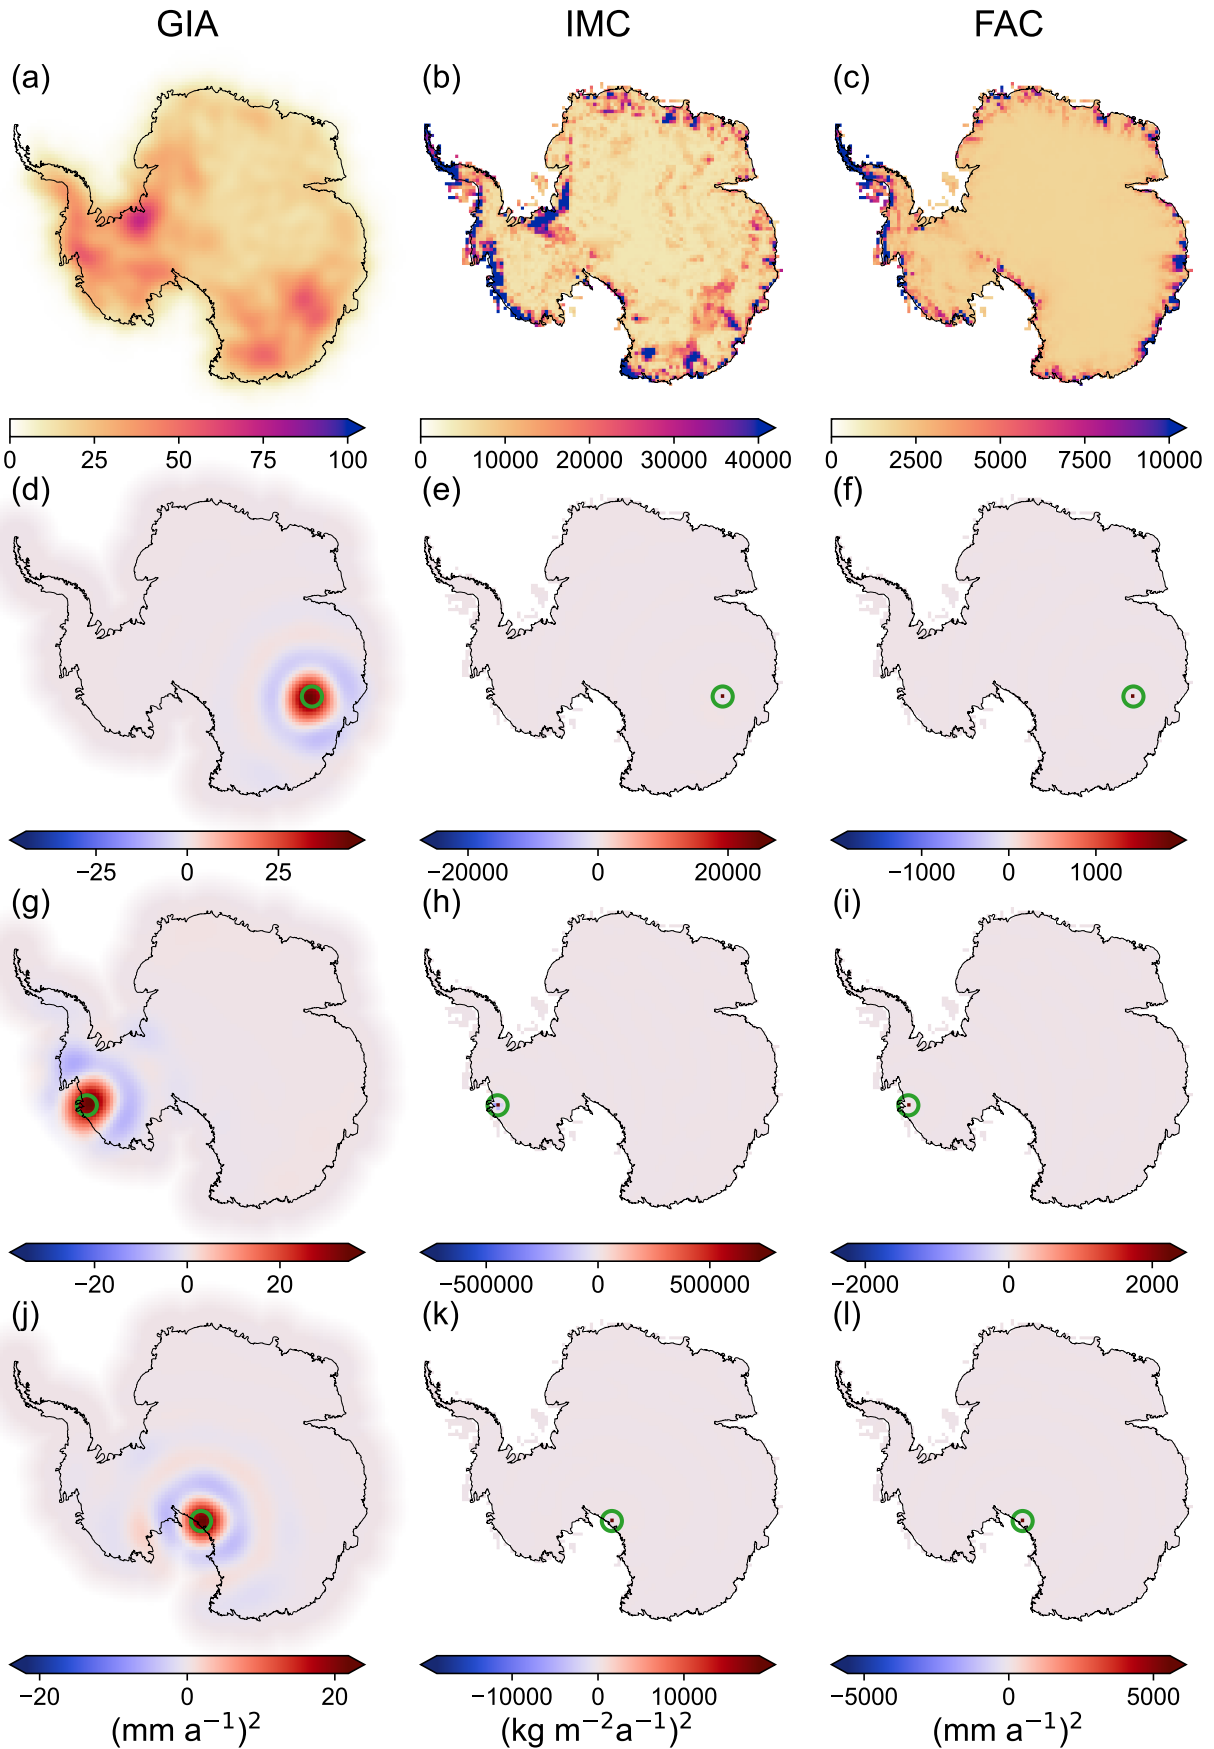 GIA IMC FAC
(a) (b) (c)
0 25 50 75 100 0 10000 20000 30000 40000 0 2500 5000 7500 10000
(d) (e) (f)
−25 0 25 −20000 0 20000 −1000 0 1000
(g) (h) (i)
−20 0 20 −500000 0 500000 −2000 0 2000
(j) (k) (l)
−20 0 20 −10000 0 10000 −5000 0 5000
(mm a⁻¹)² (kg m⁻²a⁻¹)² (mm a⁻¹)²